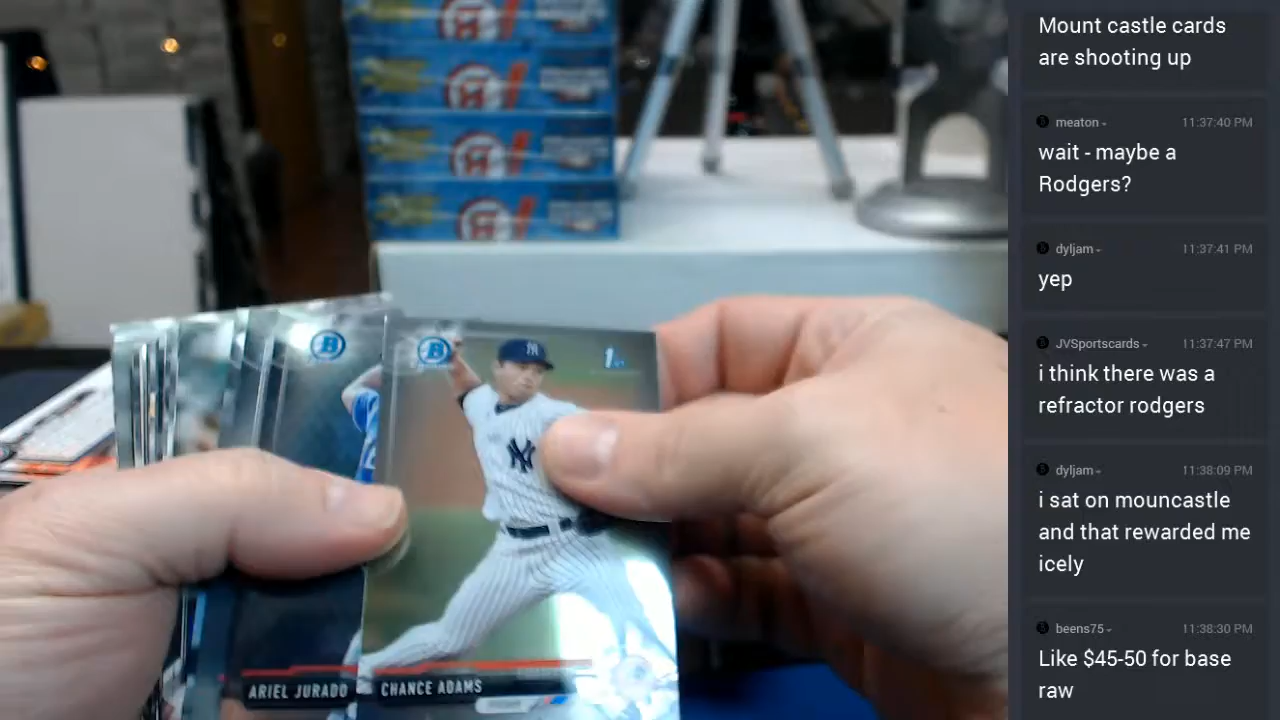 Mount castle cards
are shooting up
meaton
11:37:40 PM
wait - maybe a
Rodgers?
dyljam
11:37:41 PM
yep
JVSportscards
11:37:47 PM
i think there was a
refractor rodgers
dyljam
11:38:09 PM
i sat on mouncastle
and that rewarded me
icely
beens75
11:38:30 PM
Like $45-50 for base
raw
B
B
1
NY
ARIEL JURADO
CHANCE ADAMS